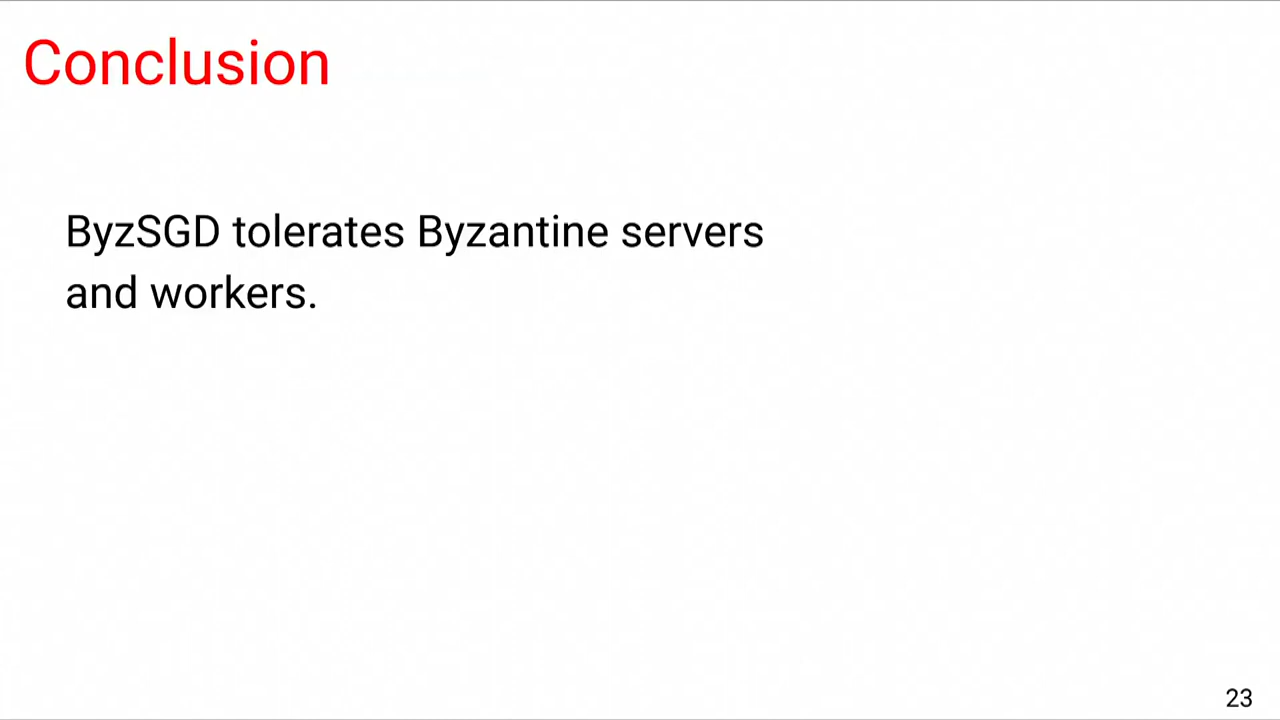 Conclusion
ByzSGD tolerates Byzantine servers
and workers.
23